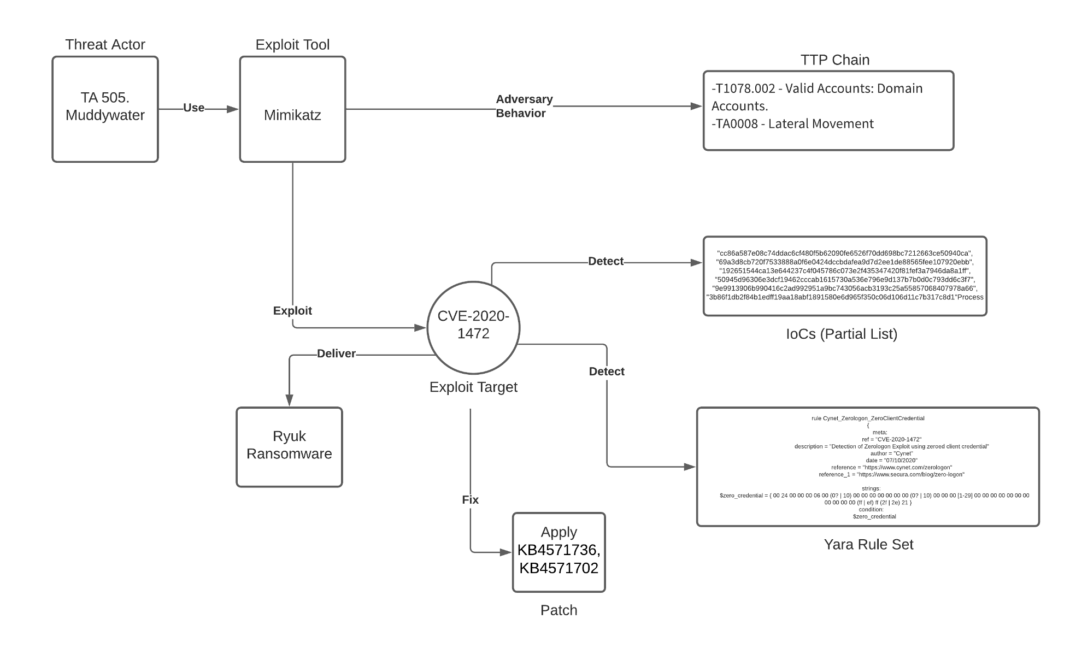 Threat Actor
Exploit Tool
TTP Chain
TA 505.
Muddywater
Use
Mimikatz
Adversary
Behavior
-T1078.002 - Valid Accounts: Domain
Accounts.
-TA0008 - Lateral Movement
Detect
"cc86a587e08c74ddac6cf480f5b62090fe6526f70dd698bc7212663ce50940ca",
"69a3d8cb720f7533888a0f6e0424dccbdafea9d7d2ee1de88565fee107920ebb",
"192651544ca13e644237c4f045786c073e2f435347420f81fef3a7946da8a1ff",
"50945d96306e3dcf19462cccab1615730a536e796e9d137b7b0d0c793dd6c3f7",
"9e9913906b990416c2ad992951a9bc743056acb3193c25a55857068407978a66",
"3b86f1db2f84b1edff19aa18abf1891580e6d965f350c06d106d11c7b317c8d1"Process
IoCs (Partial List)
Exploit
CVE-2020-
1472
Exploit Target
Deliver
Ryuk
Ransomware
Detect
rule Cynet_Zerologon_ZeroClientCredential
{
meta:
ref = "CVE-2020-1472"
description = "Detection of Zerologon Exploit using zeroed client credential"
author = "Cynet"
date = "07/10/2020"
reference = "https://www.cynet.com/zerologon"
reference_1 = "https://www.secura.com/blog/zero-logon"
strings:
$zero_credential = { 00 24 00 00 00 06 00 (0? | 10) 00 00 00 00 00 00 00 (0? | 10) 00 00 00 [1-29] 00 00 00 00 00 00 00
00 00 00 00 (ff | ef) ff (2f | 2e) 21 }
condition:
$zero_credential
Yara Rule Set
Fix
Apply
KB4571736,
KB4571702
Patch